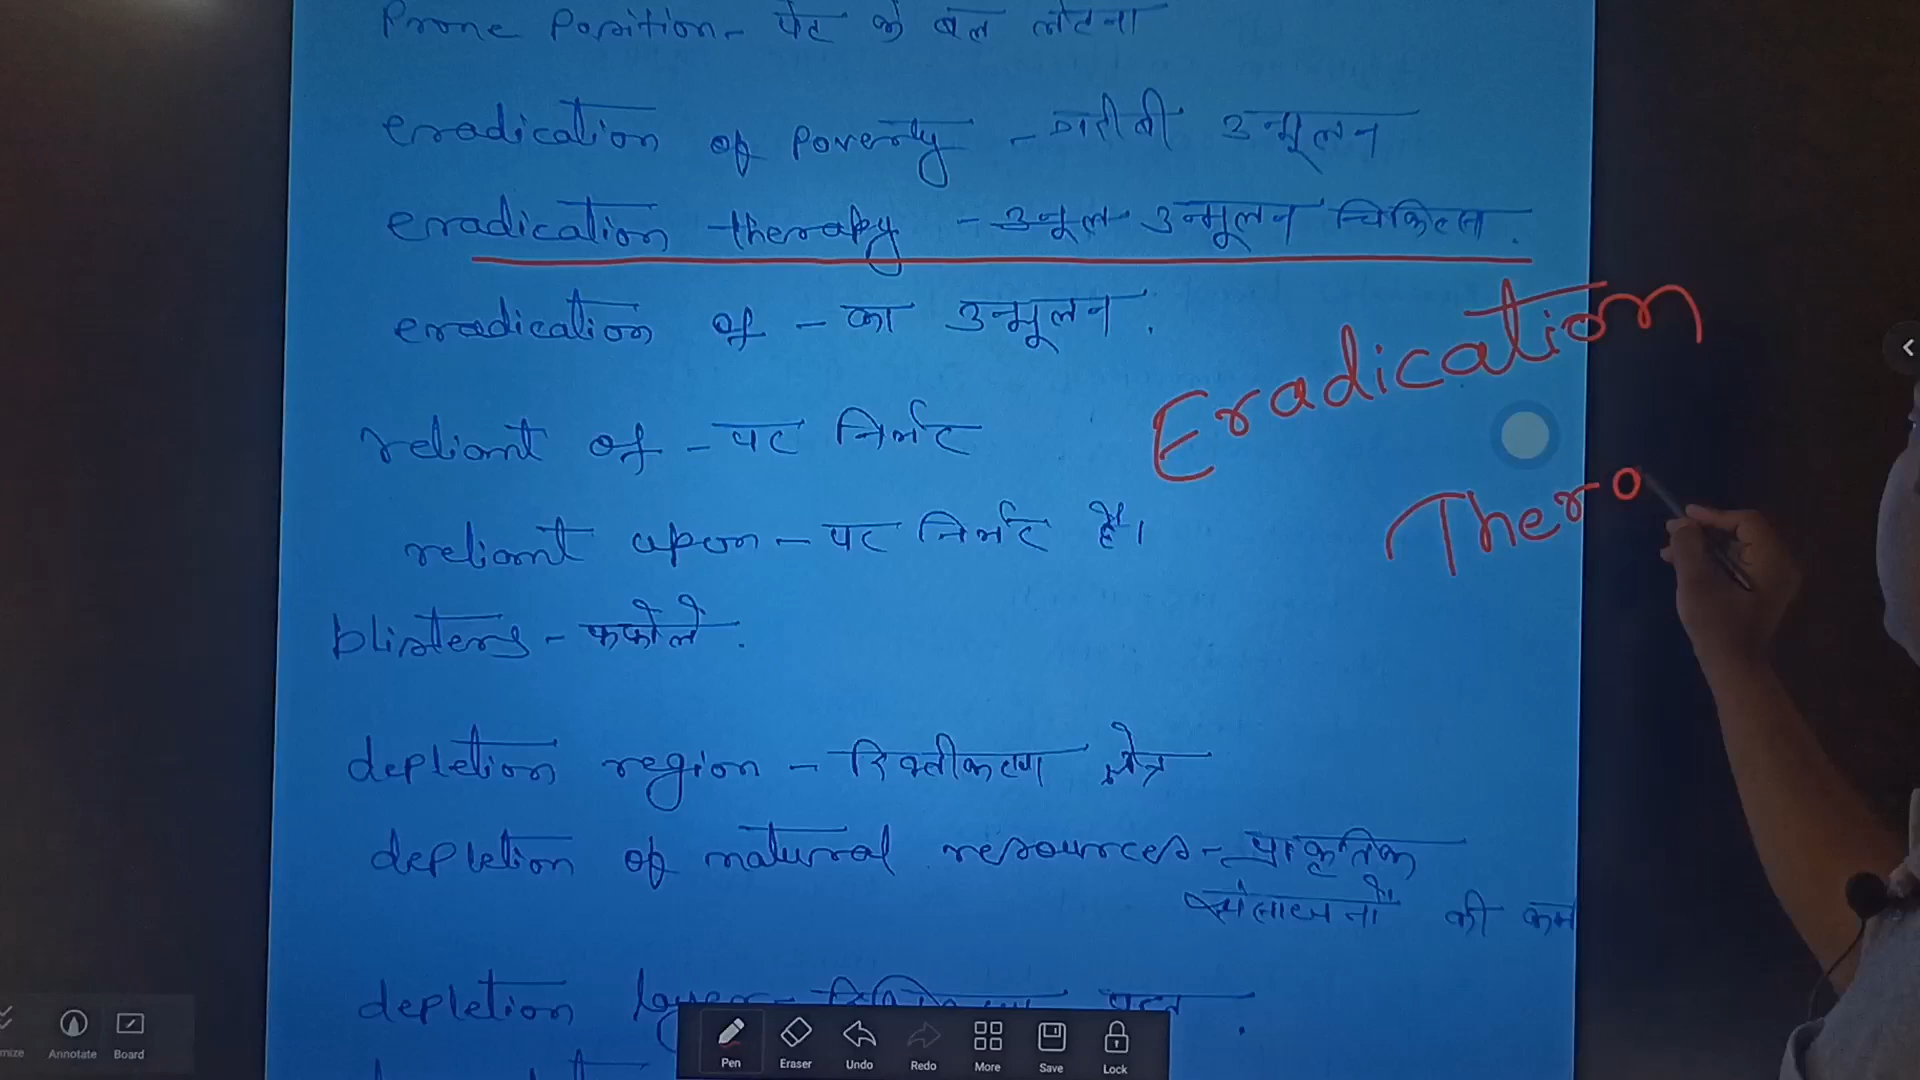 Prone Position - पेट के बल लेटना
eradication of Poverty - गरीबी उन्मूलन
eradication therapy - उन्मूलन चिकित्सा.
eradication of - का उन्मूलन.
Eradication
reliant of - पर निर्भर
Thera
reliant upon - पर निर्भर है।
blisters - फफोले.
depletion region - रिक्तीकरण क्षेत्र
depletion of natural resources - प्राकृतिक
संसाधनों की कम
depletion layer -
Annotate Board
Pen Eraser Undo Redo More Save Lock